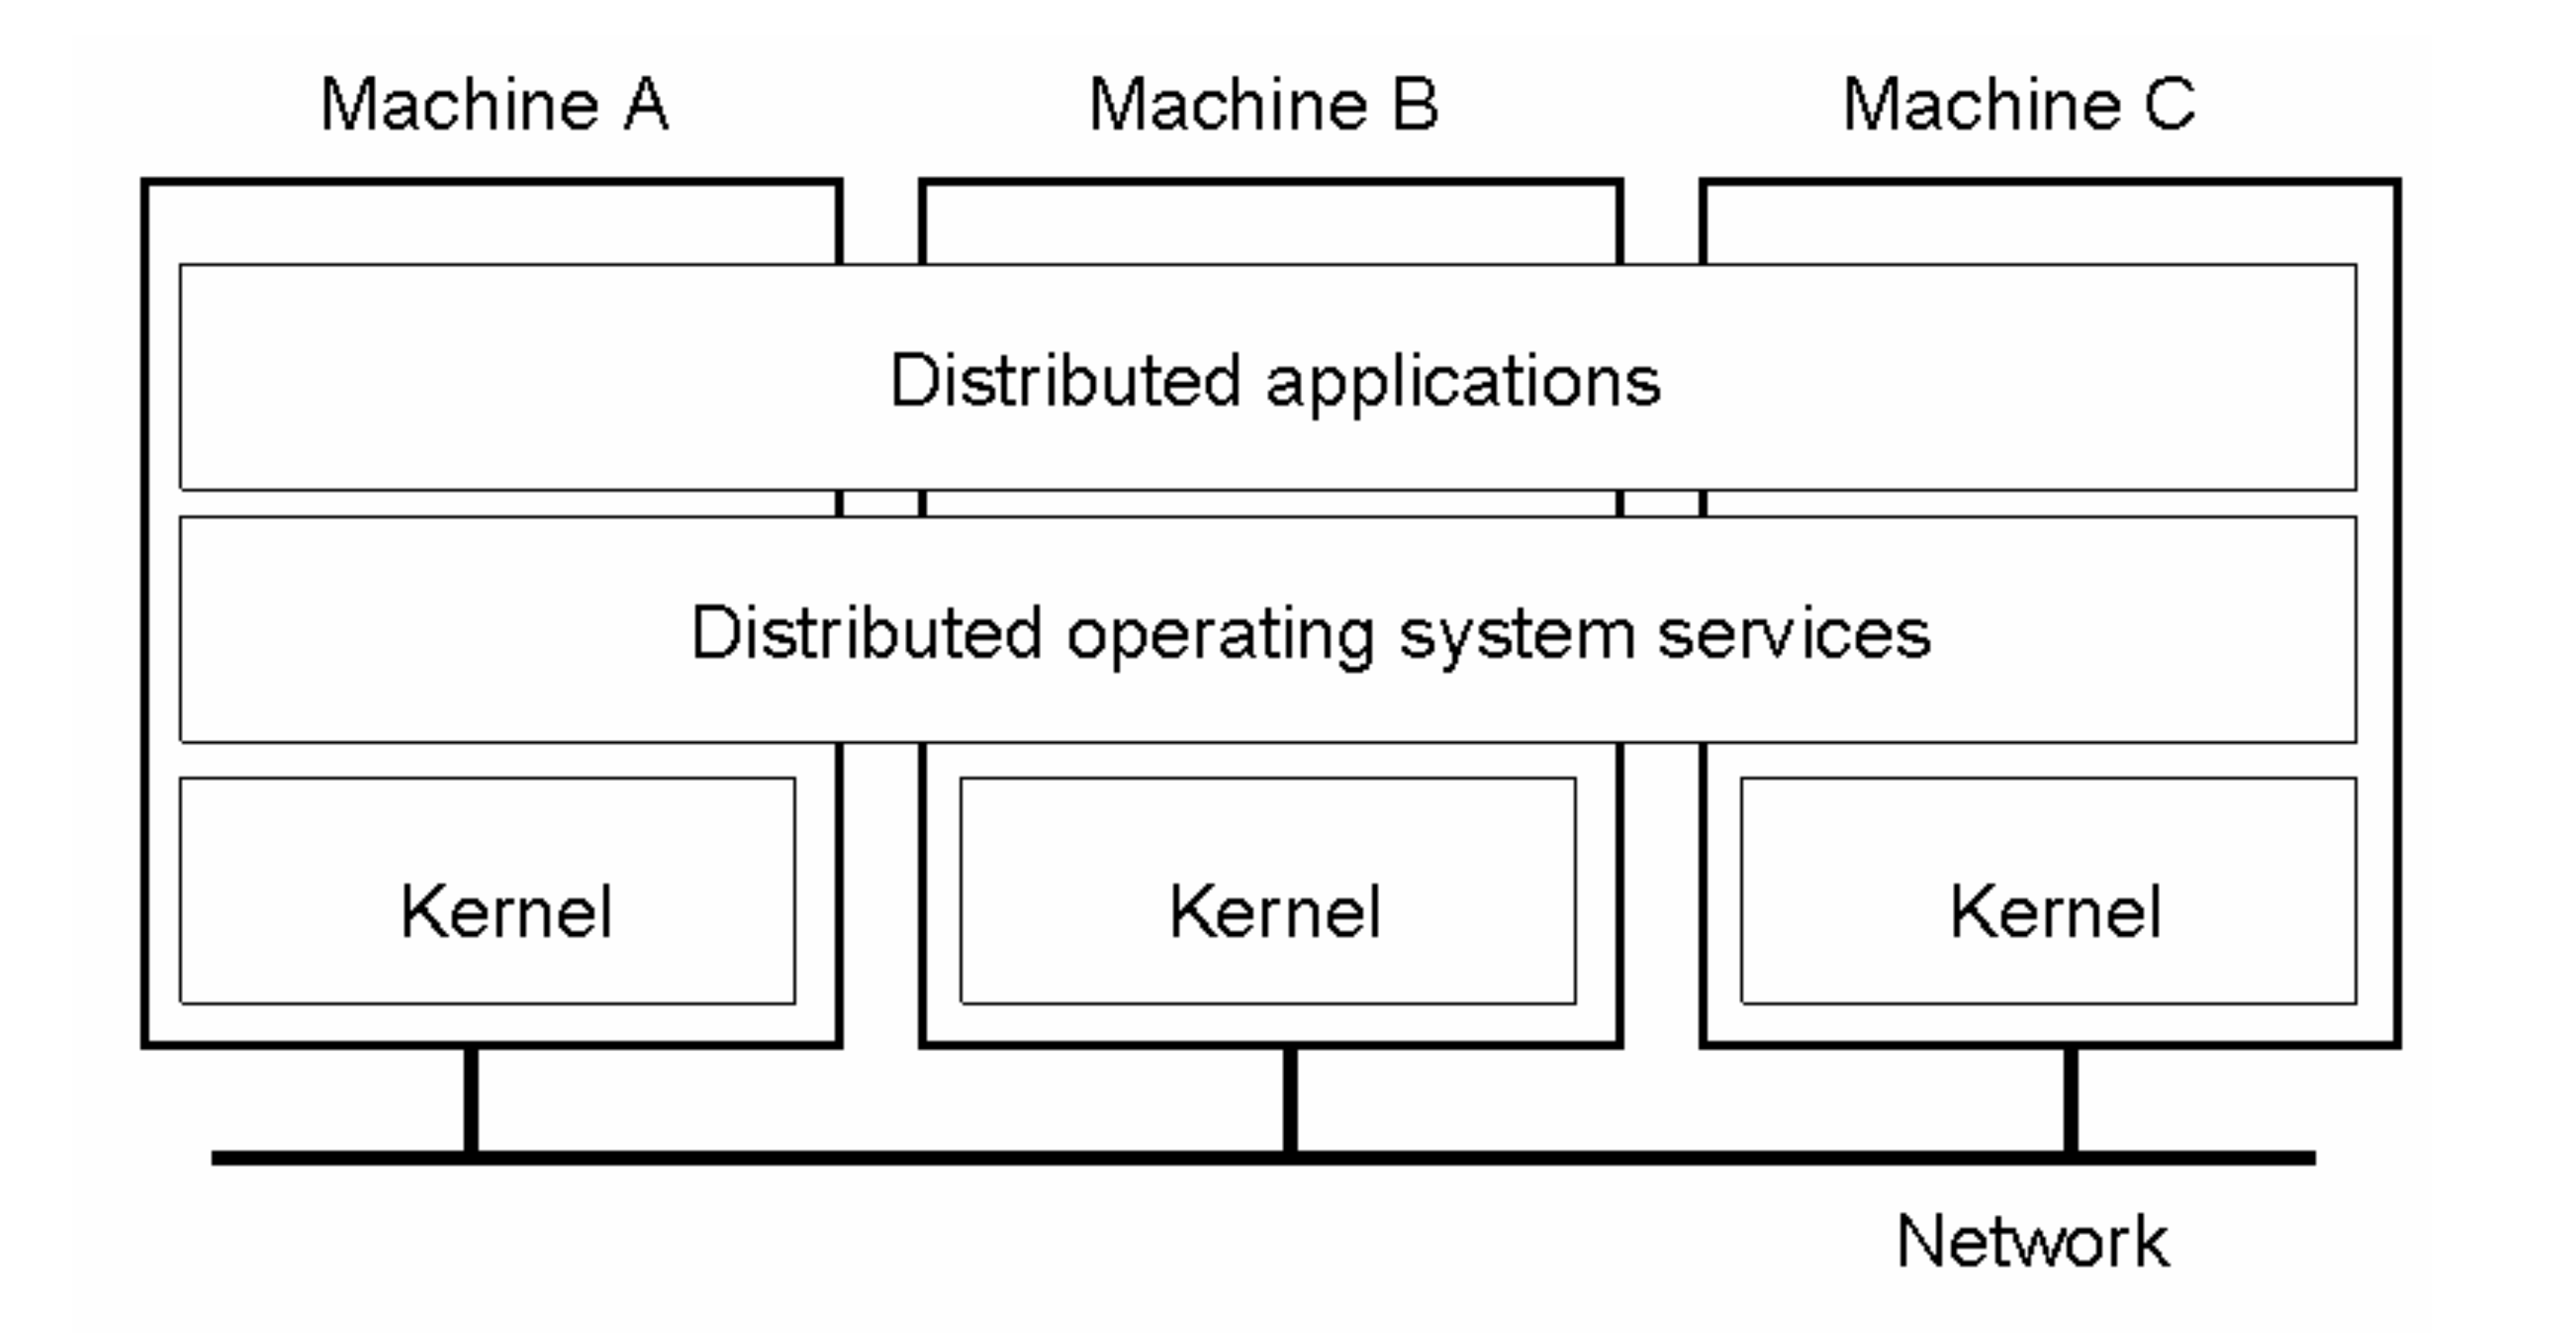 Machine A
Machine B
Machine C
Distributed applications
Distributed operating system services
Kernel
Kernel
Kernel
Network